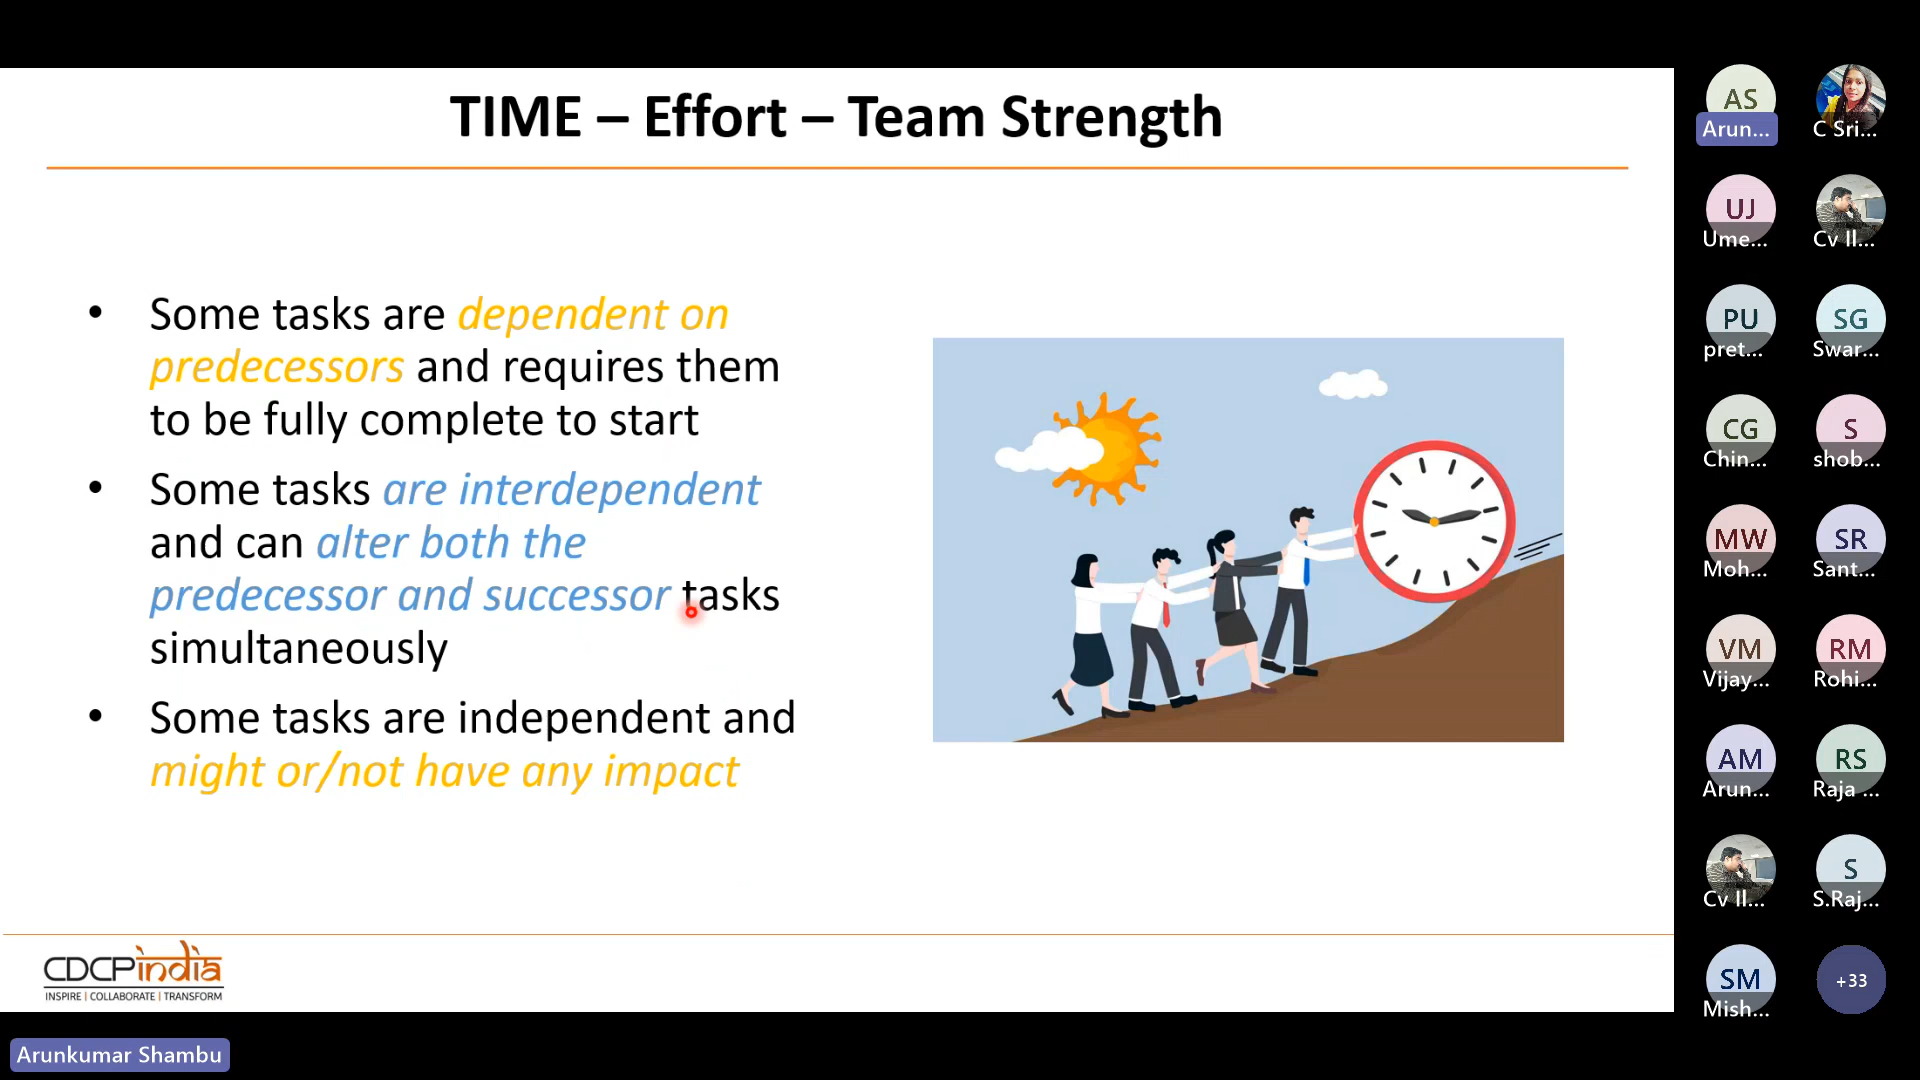 TIME – Effort – Team Strength
• Some tasks are dependent on
predecessors and requires them
to be fully complete to start
• Some tasks are interdependent
and can alter both the
predecessor and successor tasks
simultaneously
• Some tasks are independent and
might or/not have any impact
CDCPindia
INSPIRE | COLLABORATE | TRANSFORM
Arunkumar Shambu
AS
Arun...
C Sri...
UJ
Ume...
Cv Il...
PU
pret...
SG
Swar...
CG
Chin...
S
shob...
MW
Moh...
SR
Sant...
VM
Vijay...
RM
Rohi...
AM
Arun...
RS
Raja ...
Cv Il...
S
S.Raj...
SM
Mish...
+33